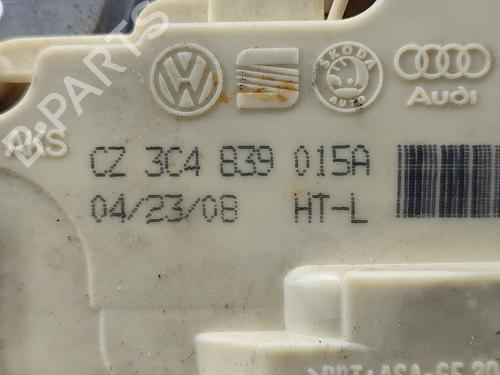 B-PARTS
SKODA
AUTO
Audi
CZ 3C4 839 015A
04/23/08 HT-L